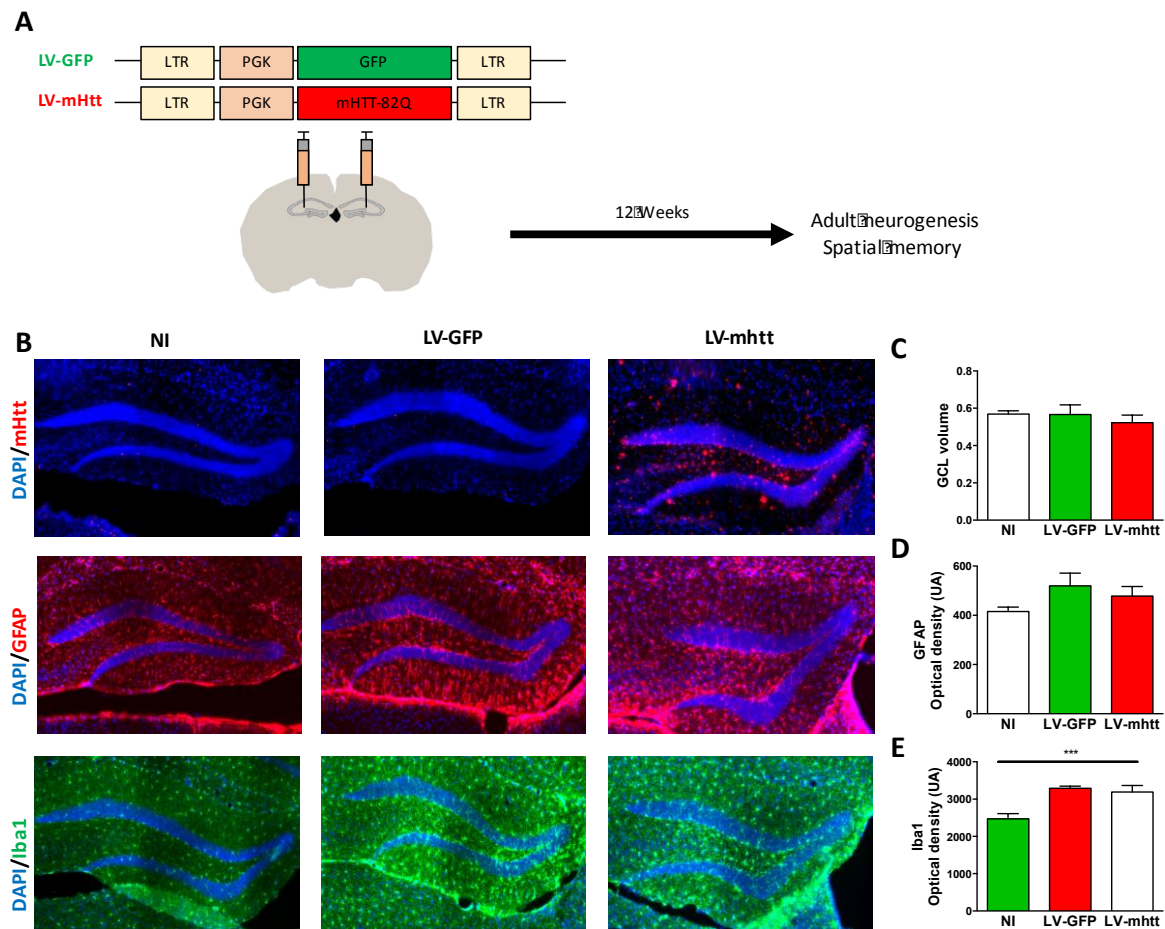 A
LV-GFP
LTR
PGK
GFP
LTR
LV-mHtt
LTR
PGK
mHTT-82Q
LTR
12 Weeks
Adult neurogenesis
Spatial memory
B
NI
LV-GFP
LV-mhtt
DAPI/mHtt
DAPI/GFAP
DAPI/Iba1
C
GCL volume
0.8
0.6
0.4
0.2
0.0
NI LV-GFP LV-mhtt
D
GFAP
Optical density (UA)
600
400
200
0
NI LV-GFP LV-mhtt
E
Iba1
Optical density (UA)
4000
3000
2000
1000
0
***
NI LV-GFP LV-mhtt